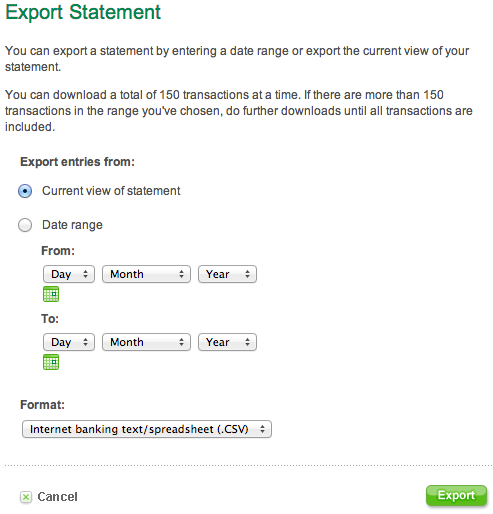 Export Statement
You can export a statement by entering a date range or export the current view of your
statement.
You can download a total of 150 transactions at a time. If there are more than 150
transactions in the range you've chosen, do further downloads until all transactions are
included.
Export entries from:
Current view of statement
Date range
From:
Day Month Year
To:
Day Month Year
Format:
Internet banking text/spreadsheet (.CSV)
Cancel Export